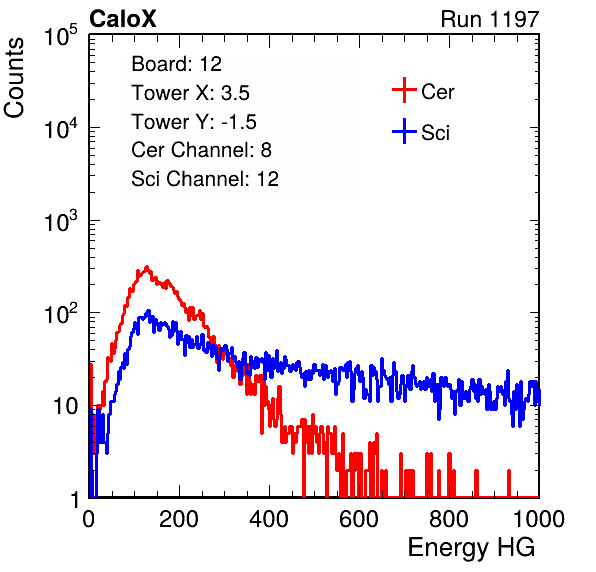 CaloX Run 1197
Counts
10^5
10^4
10^3
10^2
10
1
Board: 12
Tower X: 3.5
Tower Y: -1.5
Cer Channel: 8
Sci Channel: 12
Cer
Sci
0 200 400 600 800 1000
Energy HG